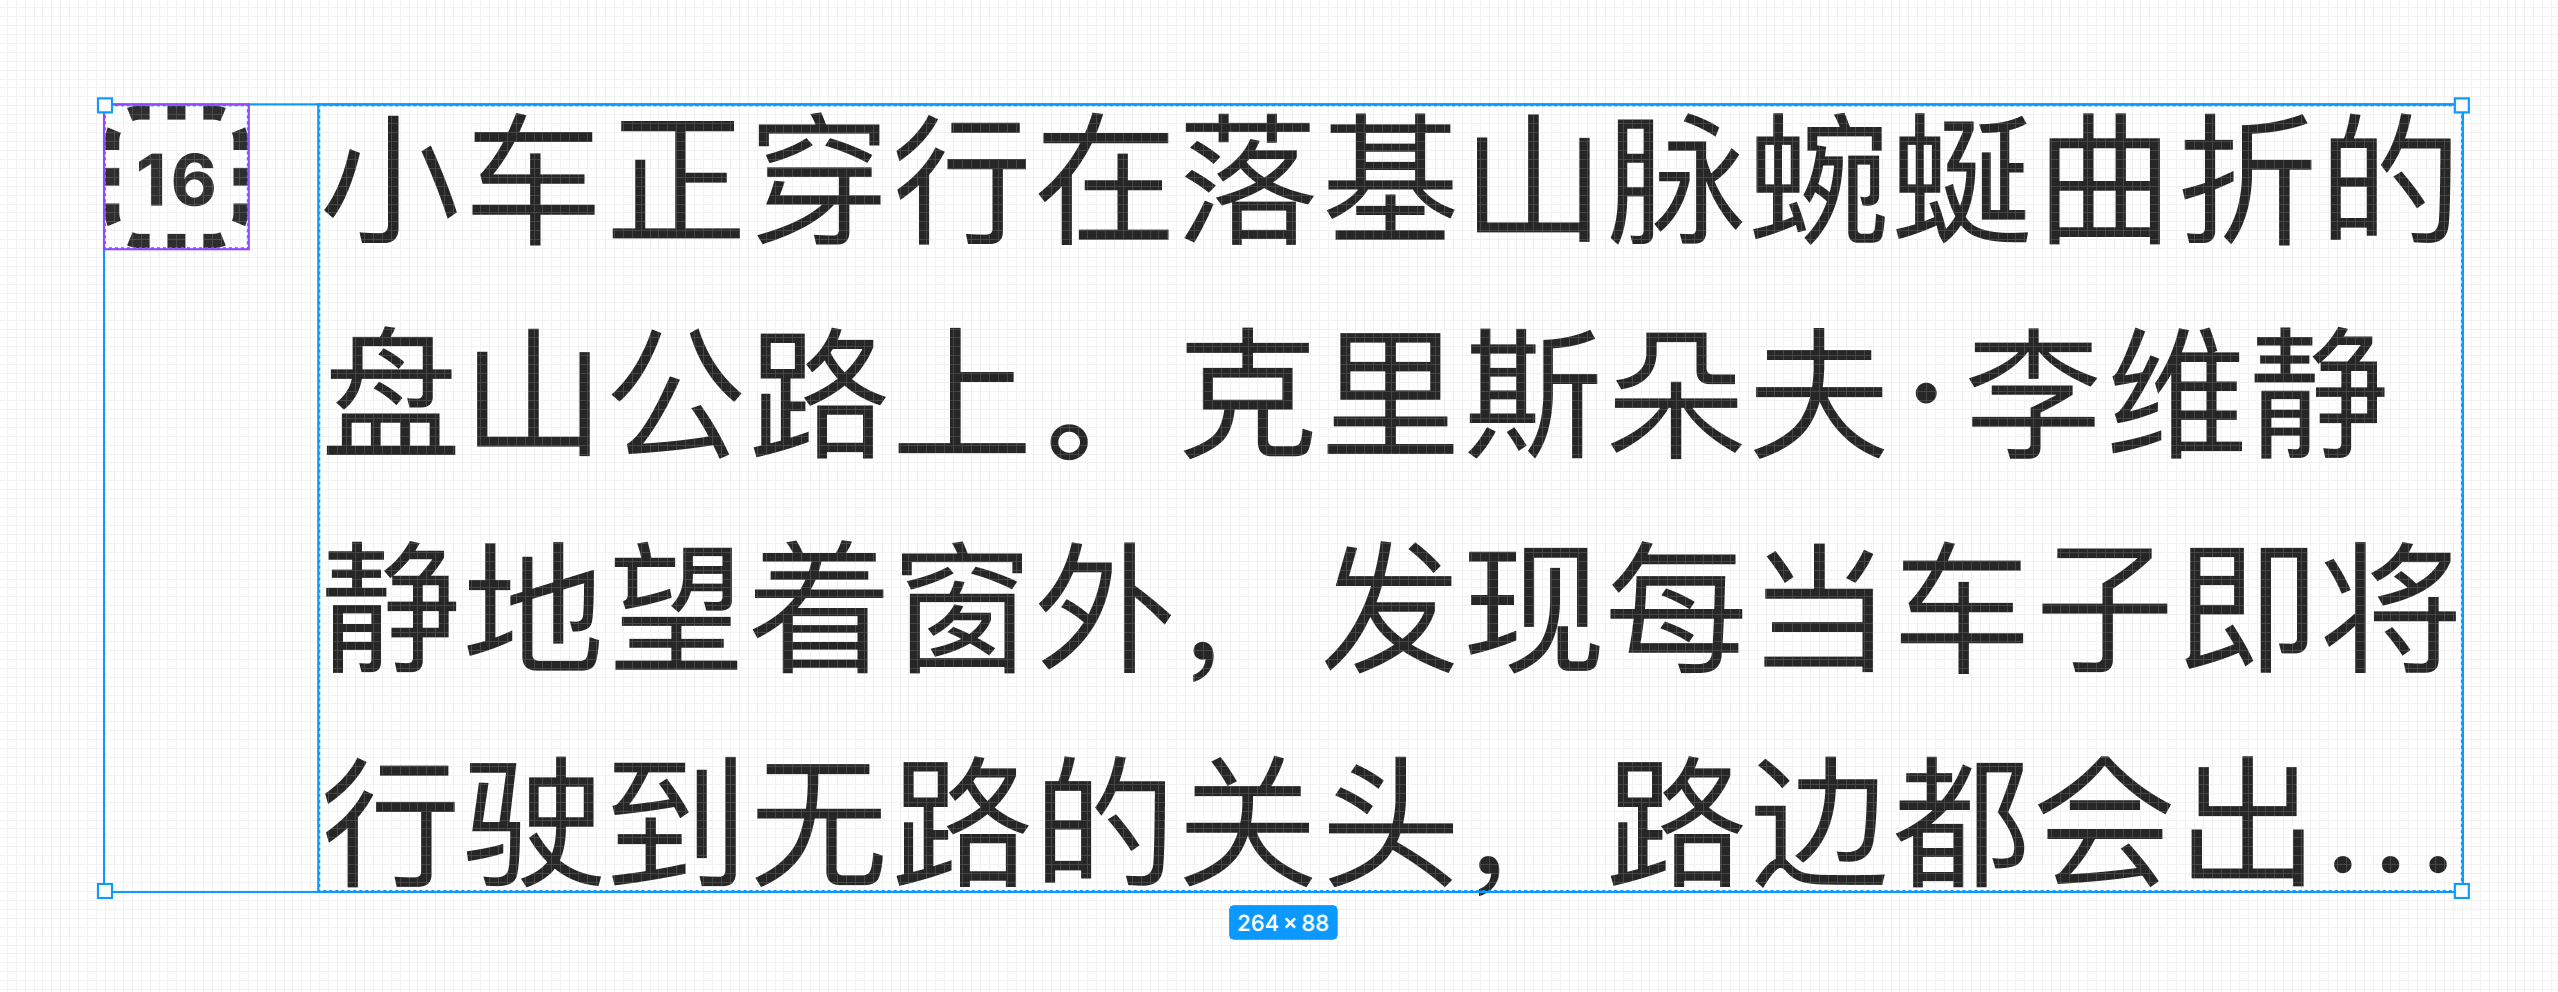 16
小车正穿行在落基山脉蜿蜒曲折的
盘山公路上。克里斯朵夫·李维静
静地望着窗外，发现每当车子即将
行驶到无路的关头，路边都会出...
264 × 88